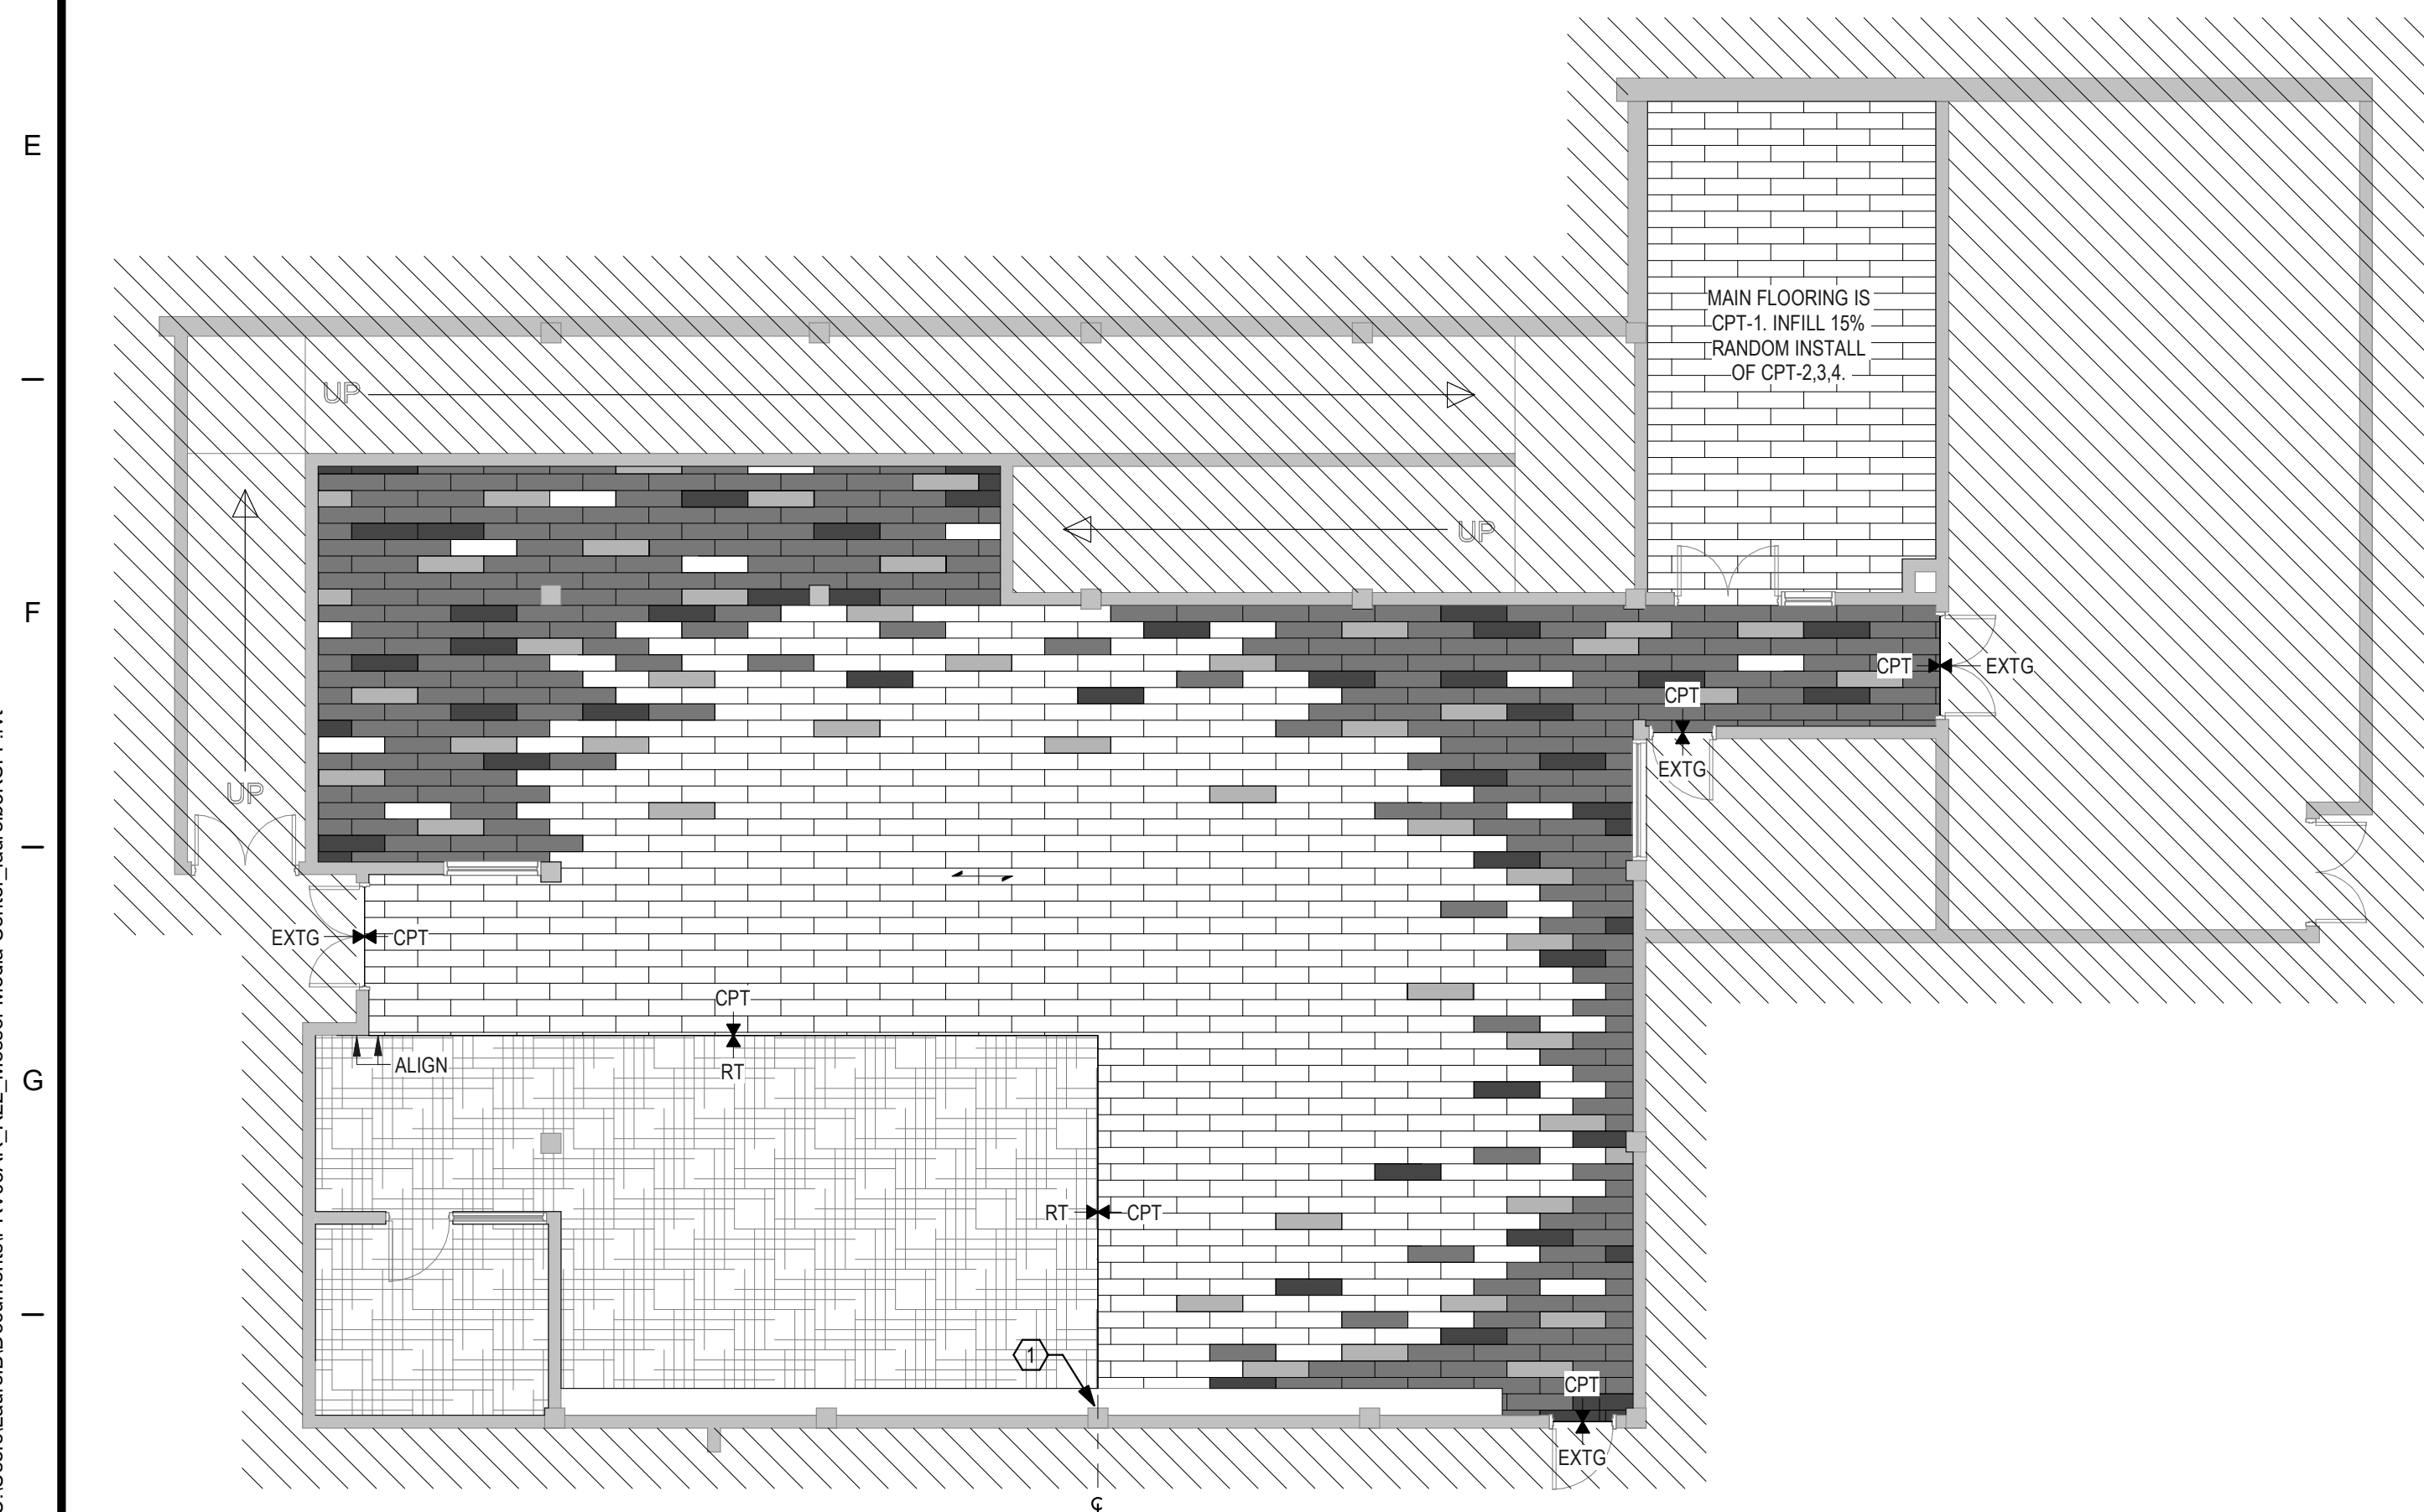 E
MAIN FLOORING IS
CPT-1. INFILL 15%
RANDOM INSTALL
OF CPT-2,3,4.
UP
UP
F
CPT
EXTG
CPT
EXTG
UP
EXTG
CPT
CPT
ALIGN
RT
G
RT
CPT
1
CPT
EXTG